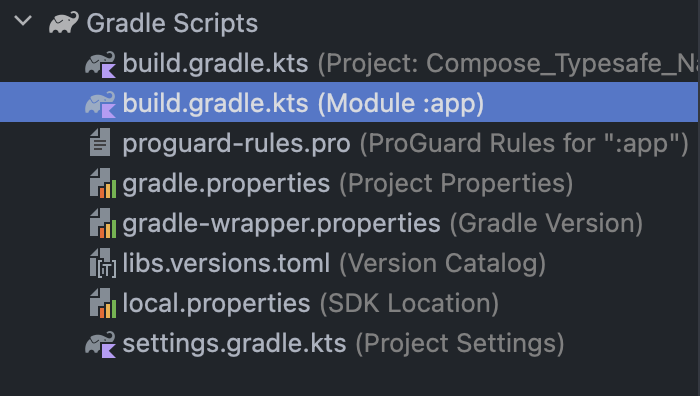 Gradle Scripts
build.gradle.kts (Project: Compose_Typesafe_Na
build.gradle.kts (Module :app)
proguard-rules.pro (ProGuard Rules for ":app")
gradle.properties (Project Properties)
gradle-wrapper.properties (Gradle Version)
libs.versions.toml (Version Catalog)
local.properties (SDK Location)
settings.gradle.kts (Project Settings)